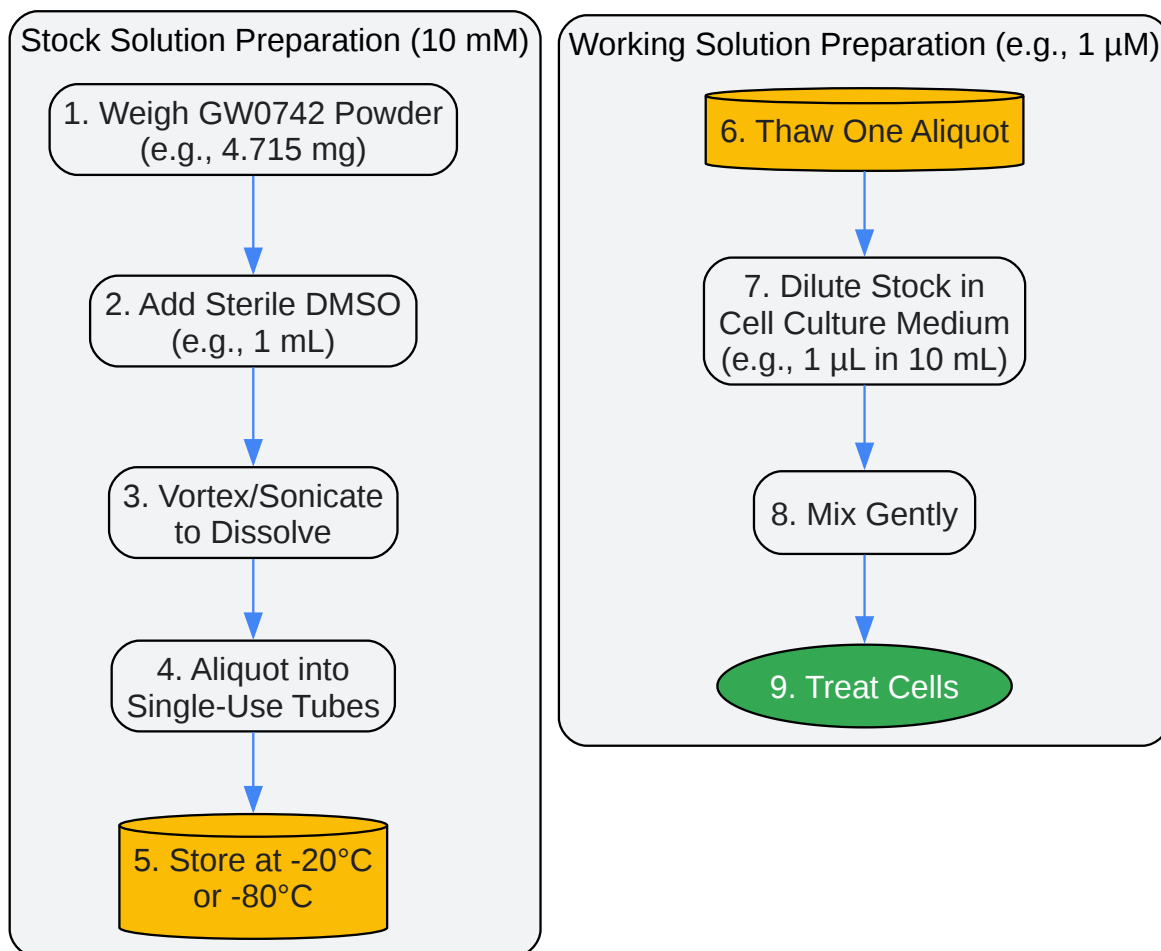 Stock Solution Preparation (10 mM)
1. Weigh GW0742 Powder
(e.g., 4.715 mg)
2. Add Sterile DMSO
(e.g., 1 mL)
3. Vortex/Sonicate
to Dissolve
4. Aliquot into
Single-Use Tubes
5. Store at -20°C
or -80°C
Working Solution Preparation (e.g., 1 µM)
6. Thaw One Aliquot
7. Dilute Stock in
Cell Culture Medium
(e.g., 1 µL in 10 mL)
8. Mix Gently
9. Treat Cells